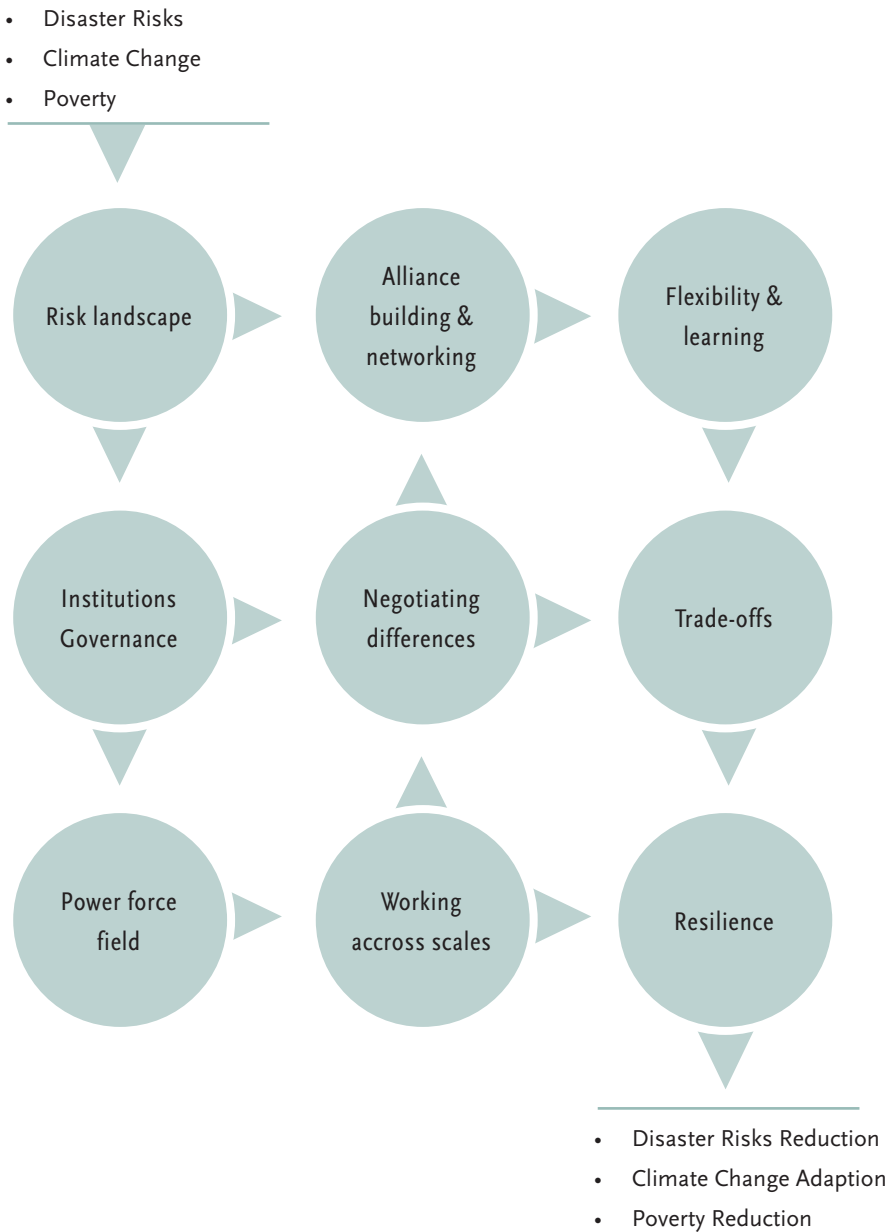 • Disaster Risks
• Climate Change
• Poverty
Risk landscape
Alliance
building &
networking
Flexibility &
learning
Institutions
Governance
Negotiating
differences
Trade-offs
Power force
field
Working
accross scales
Resilience
• Disaster Risks Reduction
• Climate Change Adaption
• Poverty Reduction